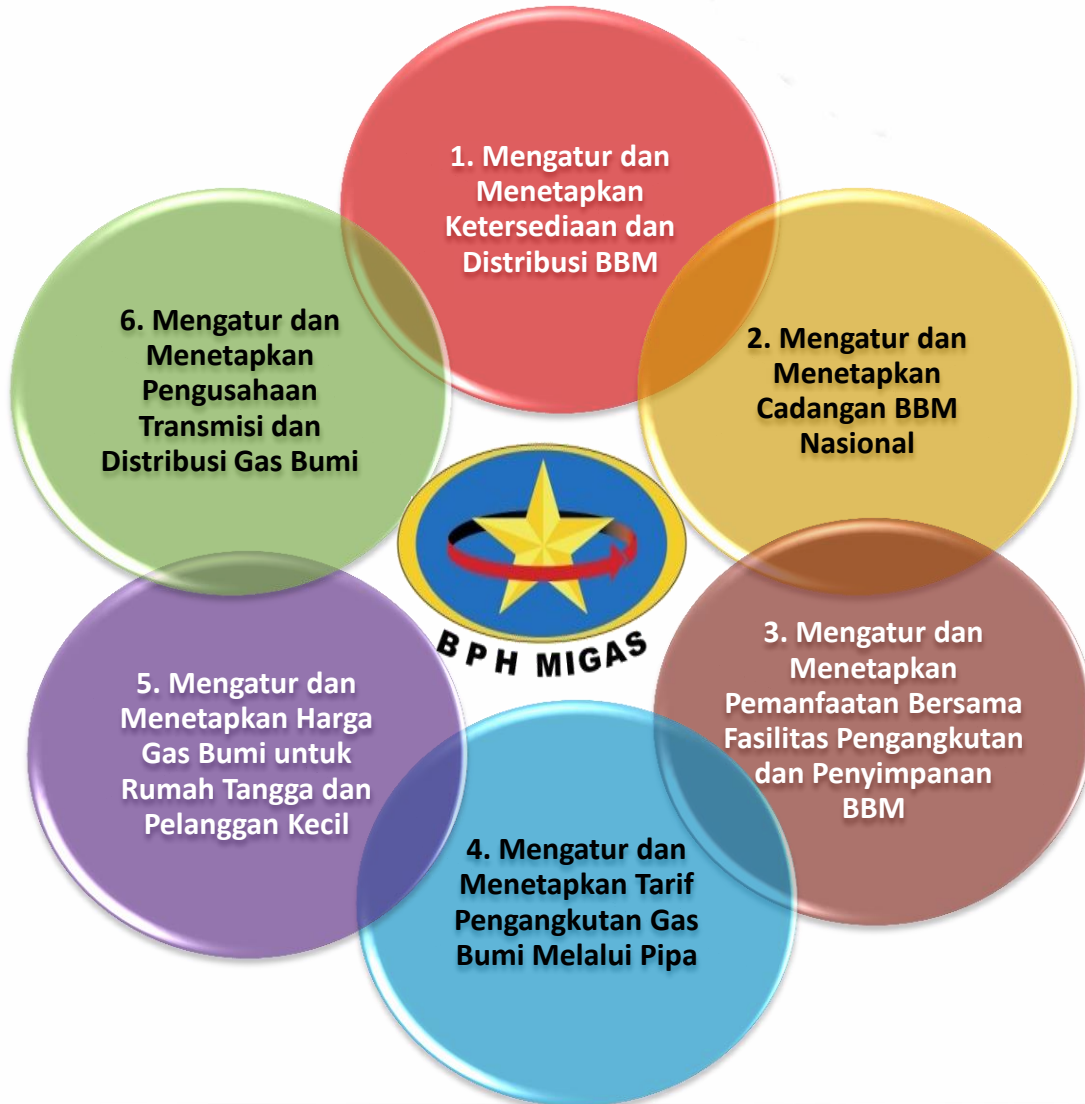 1. Mengatur dan
Menetapkan
Ketersediaan dan
Distribusi BBM
2. Mengatur dan
Menetapkan
Cadangan BBM
Nasional
3. Mengatur dan
Menetapkan
Pemanfaatan Bersama
Fasilitas Pengangkutan
dan Penyimpanan
BBM
4. Mengatur dan
Menetapkan Tarif
Pengangkutan Gas
Bumi Melalui Pipa
5. Mengatur dan
Menetapkan Harga
Gas Bumi untuk
Rumah Tangga dan
Pelanggan Kecil
6. Mengatur dan
Menetapkan
Pengusahaan
Transmisi dan
Distribusi Gas Bumi
BPH MIGAS